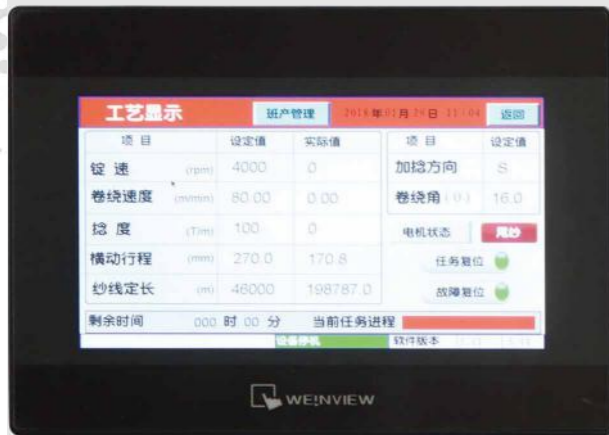 工艺显示 班产管理 2018年01月 日 11:04 返回
项目 设定值 实际值 项目 设定值
锭速 (rpm) 4000 0 加捻方向 S
卷绕速度 (m/min) 80.00 0.00 卷绕角(°) 16.0
捻度 (T/m) 100 0 电机状态 尾纱
横动行程 (mm) 270.0 170.8 任务复位
纱线定长 (m) 46000 198787.0 故障复位
剩余时间 000 时 00 分 当前任务进程
设备停机 软件版本
WEINVIEW